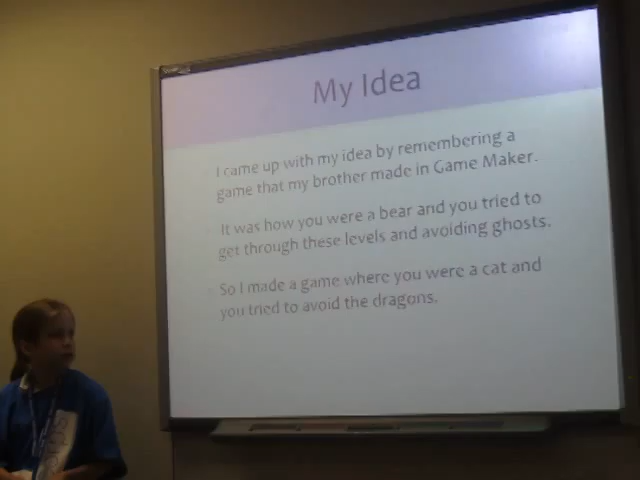 My Idea
I came up with my idea by remembering a
game that my brother made in Game Maker.
It was how you were a bear and you tried to
get through these levels and avoiding ghosts.
So I made a game where you were a cat and
you tried to avoid the dragons.